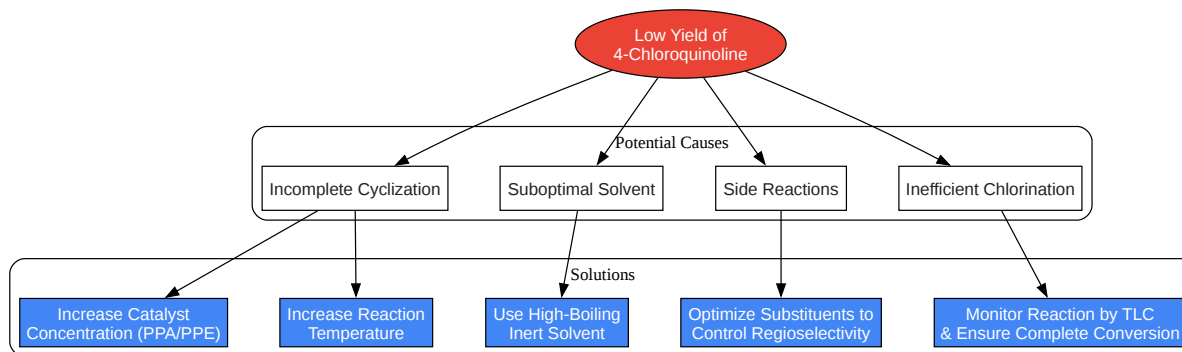 Low Yield of
4-Chloroquinoline
Potential Causes
Incomplete Cyclization
Suboptimal Solvent
Side Reactions
Inefficient Chlorination
Solutions
Increase Catalyst
Concentration (PPA/PPE)
Increase Reaction
Temperature
Use High-Boiling
Inert Solvent
Optimize Substituents to
Control Regioselectivity
Monitor Reaction by TLC
& Ensure Complete Conversion